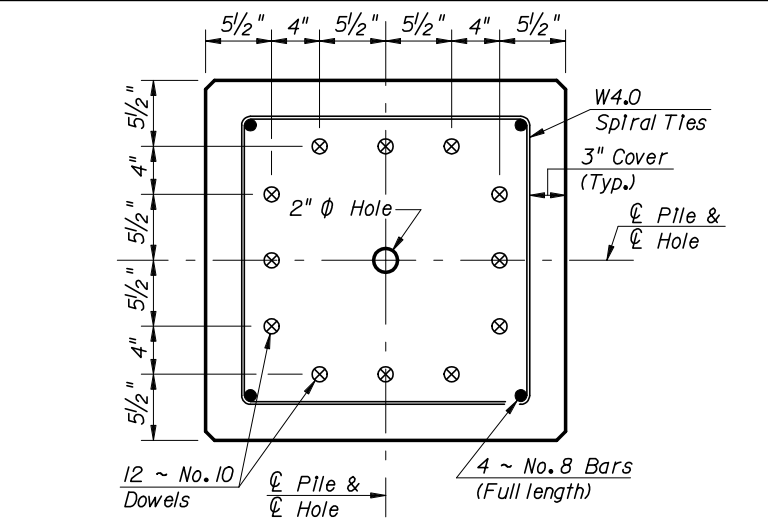 5½" 4" 5½" 5½" 4" 5½"
W4.0
Spiral Ties
3" Cover
(Typ.)
2" Φ Hole
℄ Pile &
℄ Hole
5½"
4"
5½"
5½"
4"
5½"
12 ~ No.10
Dowels
℄ Pile &
℄ Hole
4 ~ No.8 Bars
(Full length)